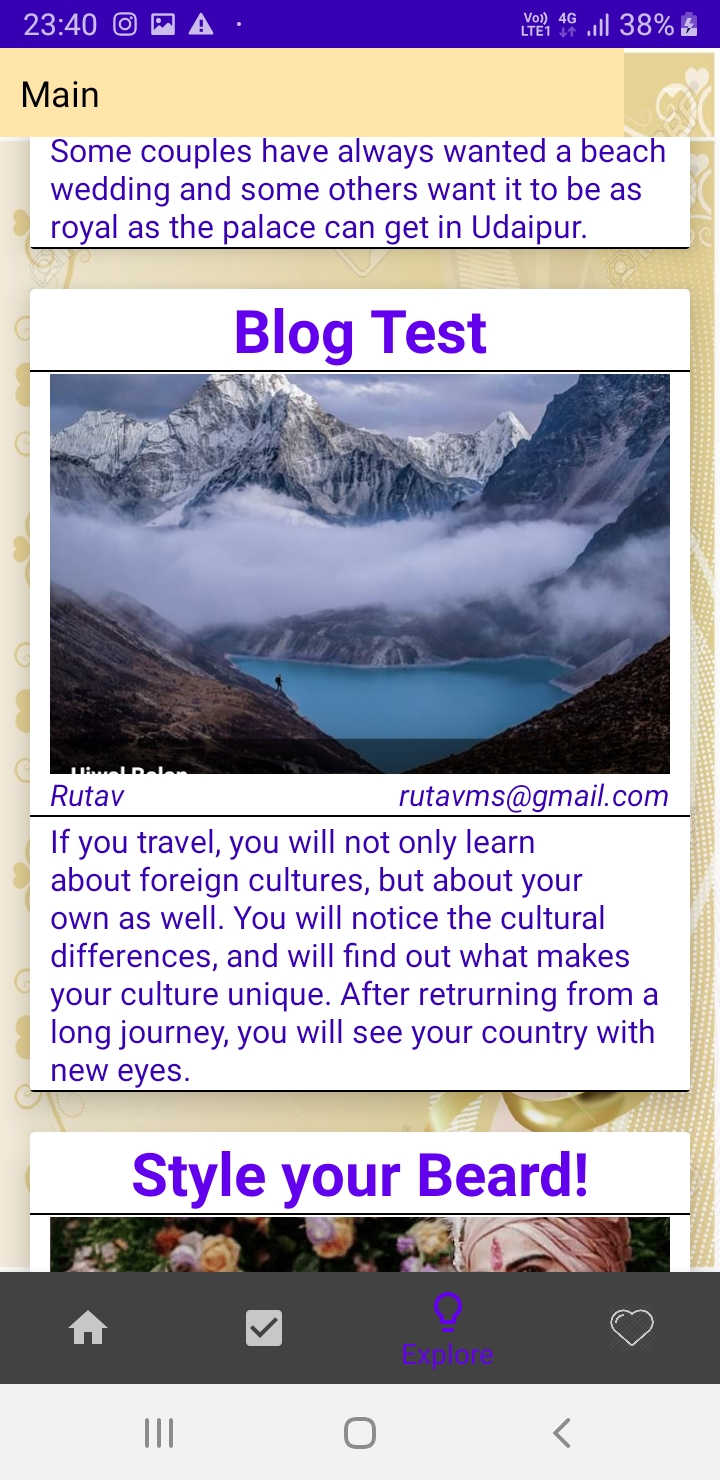 23:40
Vo)) 4G
LTE1
38%
Main
Some couples have always wanted a beach
wedding and some others want it to be as
royal as the palace can get in Udaipur.
Blog Test
Rutav rutavms@gmail.com
If you travel, you will not only learn
about foreign cultures, but about your
own as well. You will notice the cultural
differences, and will find out what makes
your culture unique. After retrurning from a
long journey, you will see your country with
new eyes.
Style your Beard!
Explore